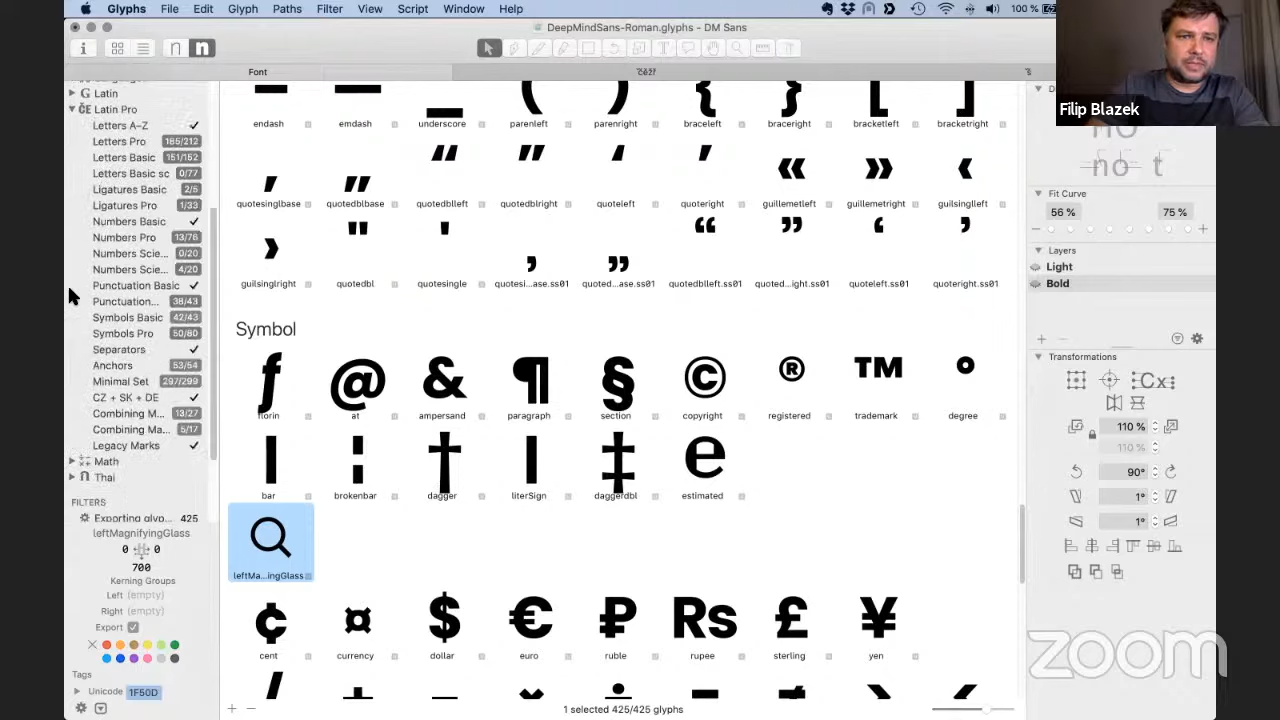 Glyphs File Edit Glyph Paths Filter View Script Window Help 100 %
DeepMindSans-Roman.glyphs - DM Sans
Font
Filip Blazek
Latin
Latin Pro
Letters A-Z
Letters Pro 185/212
Letters Basic 151/152
Letters Basic sc 0/77
Ligatures Basic 2/5
Ligatures Pro 1/33
Numbers Basic
Numbers Pro 13/76
Numbers Scie... 0/20
Numbers Scie... 4/20
Punctuation Basic
Punctuation... 38/43
Symbols Basic 42/43
Symbols Pro 50/80
Separators
Anchors 53/54
Minimal Set 297/299
CZ + SK + DE
Combining M... 13/27
Combining Ma... 5/17
Legacy Marks
Math
Thai
FILTERS
Exporting glyp... 425
leftMagnifyingGlass
0 0
700
Kerning Groups
Left (empty)
Right (empty)
Export
Tags
Unicode 1F50D
– — _ ( ) { } [ ]
endash emdash underscore parenleft parenright braceleft braceright bracketleft bracketright
‚ „ “ ” ‘ ’ « » ‹
quotesinglbase quotedblbase quotedblleft quotedblright quoteleft quoteright guillemetleft guillemetright guilsinglleft
› " ' ‚ „ “ ” ‘ ’
guilsinglright quotedbl quotesingle quotesi...ase.ss01 quoted...ase.ss01 quotedblleft.ss01 quoted...ight.ss01 quoteleft.ss01 quoteright.ss01
Symbol
ƒ @ & ¶ § © ® ™ °
florin at ampersand paragraph section copyright registered trademark degree
| ¦ † | ‡ ℮
bar brokenbar dagger literSign daggerdbl estimated
leftMa...ingGlass
¢ ¤ $ € ₽ Rs £ ¥
cent currency dollar euro ruble rupee sterling yen
1 selected 425/425 glyphs
no
no t
Fit Curve
56 % 75 %
Layers
Light
Bold
Transformations
110 %
110 %
90°
1°
1°
zoom